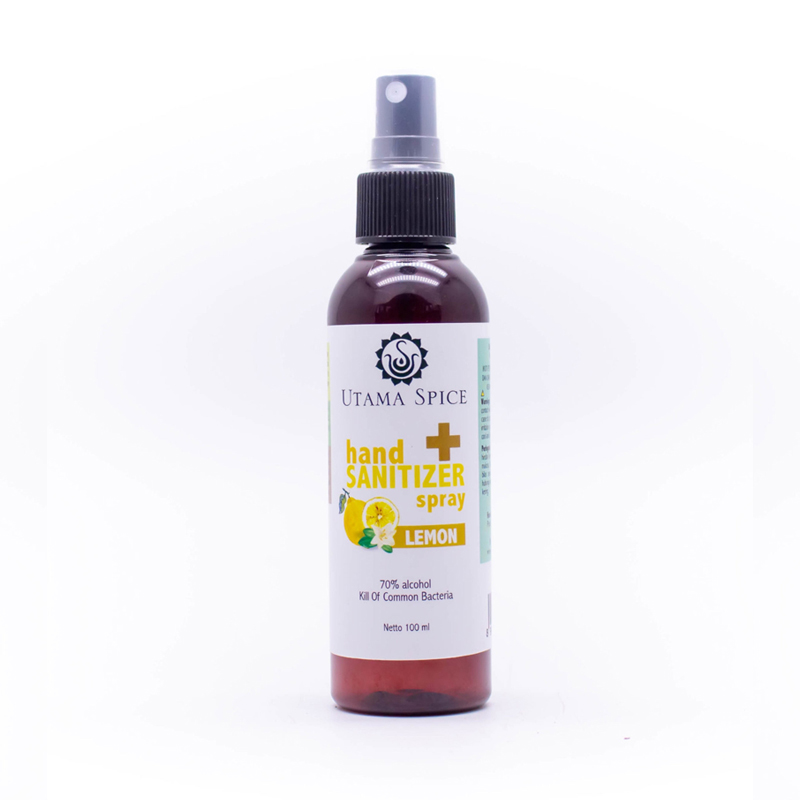 UTAMA SPICE
hand
SANITIZER
spray
LEMON
70% alcohol
Kill Of Common Bacteria
Netto 100 ml